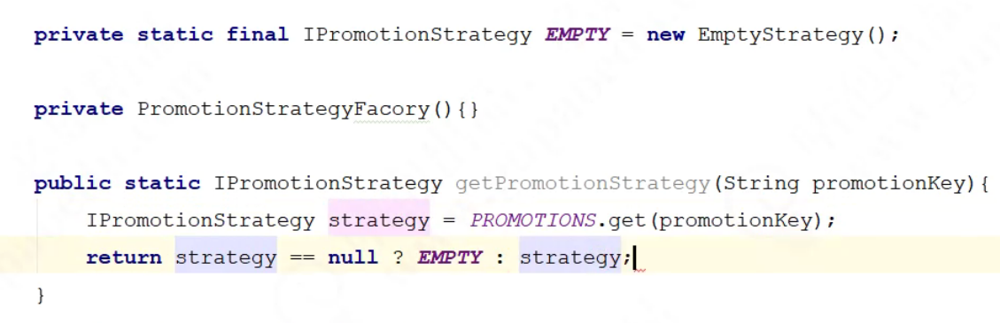 private static final IPromotionStrategy EMPTY = new EmptyStrategy();
private PromotionStrategyFacory(){}
public static IPromotionStrategy getPromotionStrategy(String promotionKey){
IPromotionStrategy strategy = PROMOTIONS.get(promotionKey);
return strategy == null ? EMPTY : strategy;
}